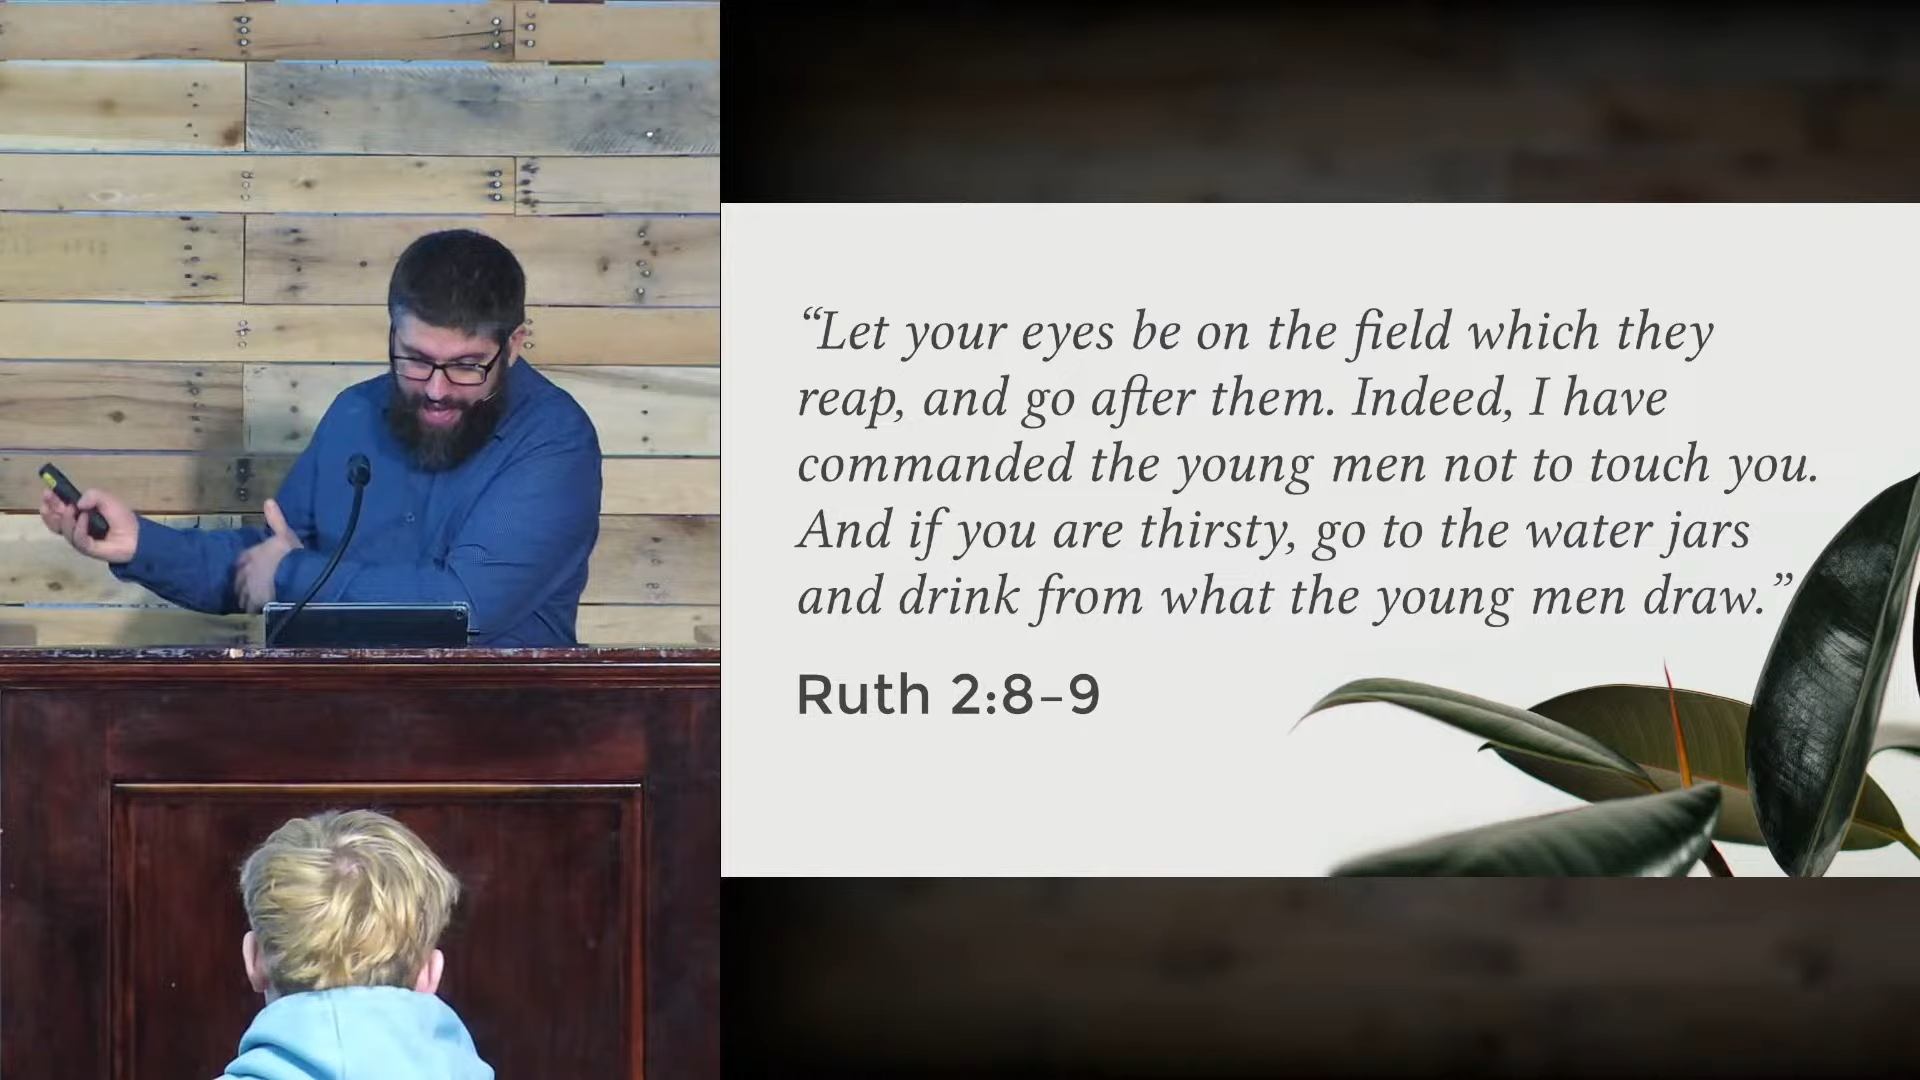 “Let your eyes be on the field which they
reap, and go after them. Indeed, I have
commanded the young men not to touch you.
And if you are thirsty, go to the water jars
and drink from what the young men draw.”
Ruth 2:8–9